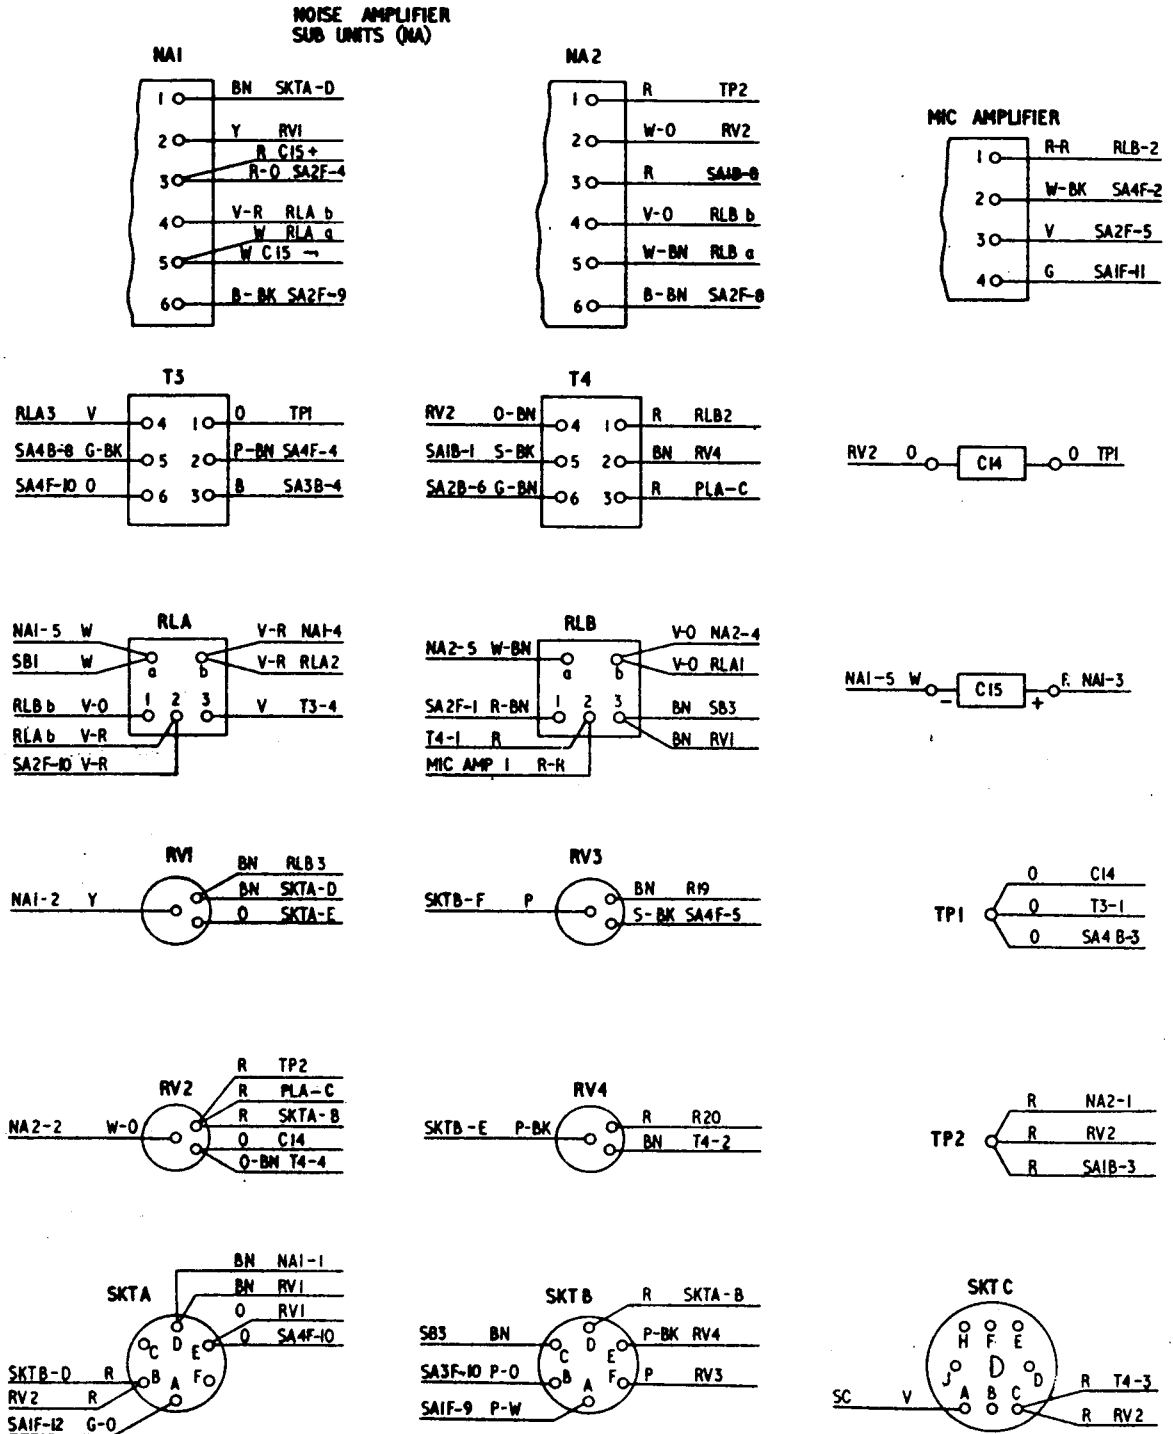 NOISE AMPLIFIER
SUB UNITS (NA)
NA1
1 BN SKTA-D
2 Y RV1
R C15+
3 R-O SA2F-4
4 V-R RLA b
W RLA a
5 W C15 -
6 B-BK SA2F-9
NA2
1 R TP2
2 W-O RV2
3 R SA1B-8
4 V-O RLB b
5 W-BN RLB a
6 B-BN SA2F-8
MIC AMPLIFIER
1 R-R RLB-2
2 W-BK SA4F-2
3 V SA2F-5
4 G SA1F-11
T3
RLA3 V 4 1 O TP1
SA4B-8 G-BK 5 2 P-BN SA4F-4
SA4F-10 O 6 3 B SA3B-4
T4
RV2 O-BN 4 1 R RLB2
SA1B-1 S-BK 5 2 BN RV4
SA2B-6 G-BN 6 3 R PLA-C
RV2 O C14 O TP1
RLA
NA1-5 W V-R NA1-4
SB1 W a b V-R RLA2
RLB b V-O 1 2 3 V T3-4
RLA b V-R
SA2F-10 V-R
RLB
V-O NA2-4
NA2-5 W-BN a b V-O RLA1
SA2F-1 R-BN 1 2 3 BN SB3
T4-1 R BN RV1
MIC AMP 1 R-R
NA1-5 W - C15 + NA1-3
RV1
BN RLB3
NA1-2 Y BN SKTA-D
O SKTA-E
RV3
SKTB-F P BN R19
S-BK SA4F-5
TP1
O C14
O T3-1
O SA4B-3
RV2
R TP2
R PLA-C
NA2-2 W-O R SKTA-B
O C14
O-BN T4-4
RV4
SKTB-E P-BK R R20
BN T4-2
TP2
R NA2-1
R RV2
R SA1B-3
SKTA
BN NA1-1
BN RV1
O RV1
O SA4F-10
C D E
B A F
SKTB-D R
RV2 R
SA1F-12 G-O
SKTB
R SKTA-B
SB3 BN C D E P-BK RV4
SA3F-10 P-O B A F P RV3
SA1F-9 P-W
SKTC
H F E
J D D
SC V A B C R T4-3
R RV2